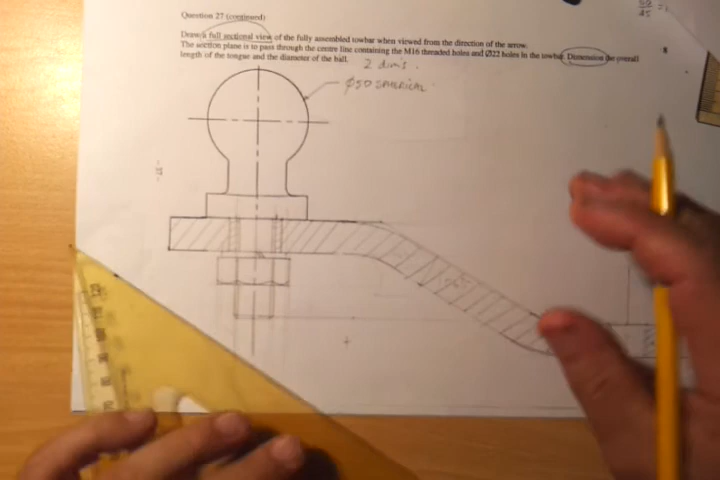 Question 27 (continued)
Draw a full sectional view of the fully assembled towbar when viewed from the direction of the arrow.
The section plane is to pass through the centre line containing the M16 threaded holes and Ø22 holes in the towbar. Dimension the overall
length of the tongue and the diameter of the ball.
2 dim's.
Ø50 SPHERICAL